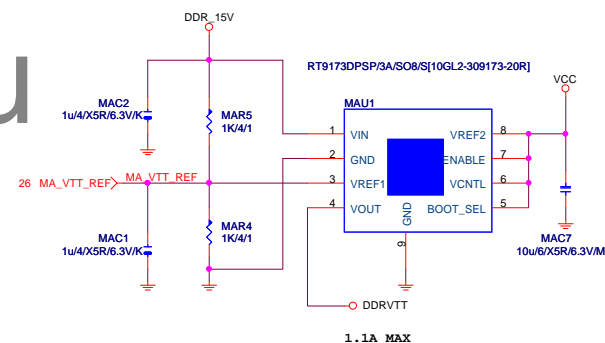 DDR_15V
u
RT9173DPSP/3A/SO8/S[10GL2-309173-20R]
VCC
MAC2
1u/4/X5R/6.3V/K
MAR5
1K/4/1
MAU1
1 VIN VREF2 8
2 GND ENABLE 7
26 MA_VTT_REF MA_VTT_REF 3 VREF1 VCNTL 6
4 VOUT BOOT_SEL 5
GND
9
MAR4
1K/4/1
MAC1
1u/4/X5R/6.3V/K
MAC7
10u/6/X5R/6.3V/M
DDRVTT
1.1A MAX